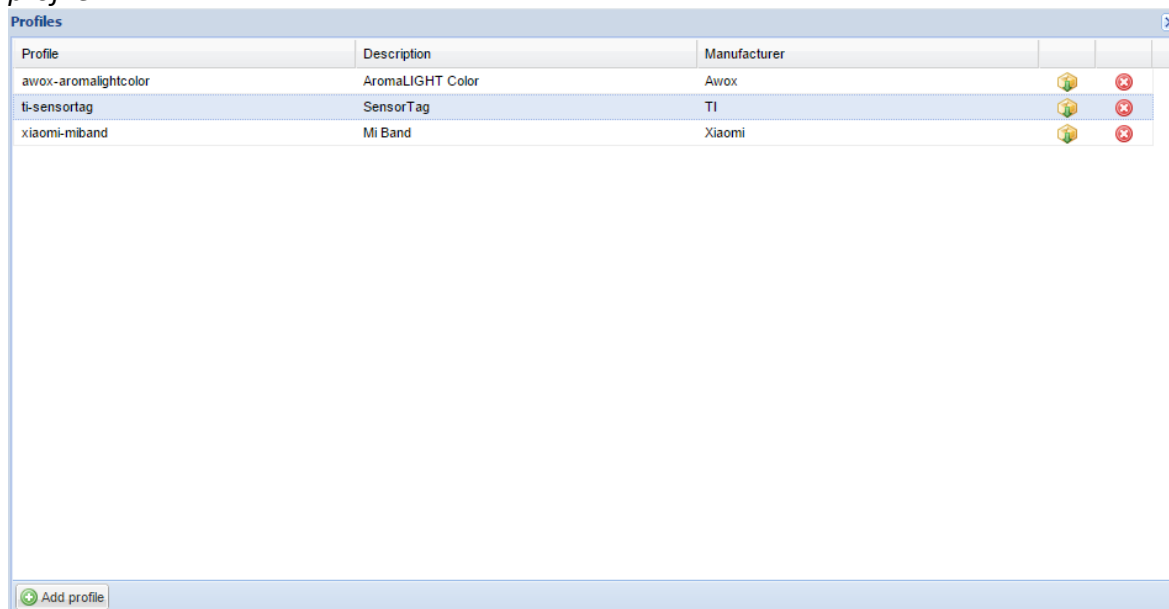 Profiles
Profile Description Manufacturer
awox-aromalightcolor AromaLIGHT Color Awox
ti-sensortag SensorTag TI
xiaomi-miband Mi Band Xiaomi
Add profile